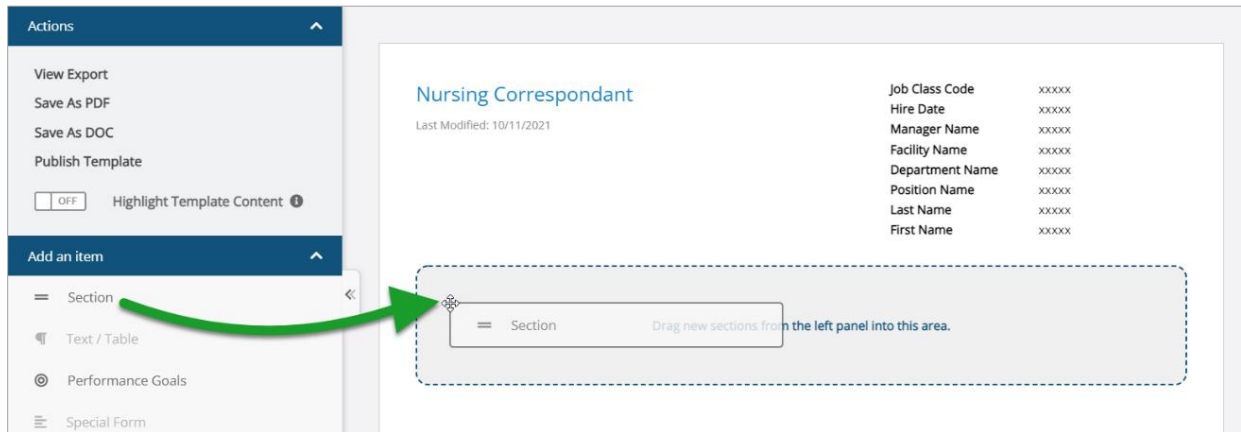 Actions
View Export
Save As PDF
Save As DOC
Publish Template
OFF Highlight Template Content
Add an item
Section
Text / Table
Performance Goals
Special Form
Nursing Correspondant
Last Modified: 10/11/2021
Job Class Code xxxxx
Hire Date xxxxx
Manager Name xxxxx
Facility Name xxxxx
Department Name xxxxx
Position Name xxxxx
Last Name xxxxx
First Name xxxxx
Section Drag new sections from the left panel into this area.